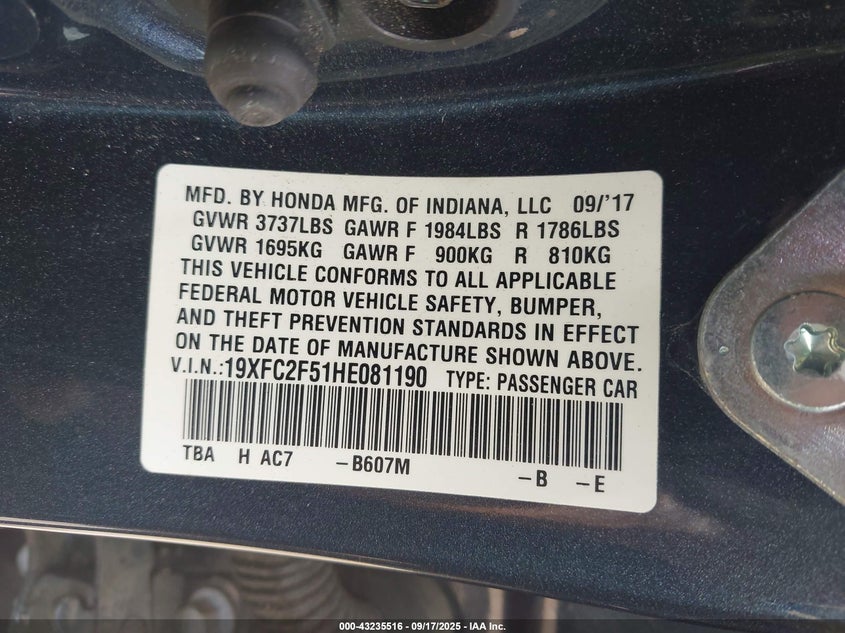 MFD. BY HONDA MFG. OF INDIANA, LLC 09/'17
GVWR 3737LBS GAWR F 1984LBS R 1786LBS
GVWR 1695KG GAWR F 900KG R 810KG
THIS VEHICLE CONFORMS TO ALL APPLICABLE
FEDERAL MOTOR VEHICLE SAFETY, BUMPER,
AND THEFT PREVENTION STANDARDS IN EFFECT
ON THE DATE OF MANUFACTURE SHOWN ABOVE.
V.I.N.:19XFC2F51HE081190 TYPE: PASSENGER CAR
TBA H AC7 -B607M -B -E
000-43235516 - 09/17/2025 - IAA Inc.